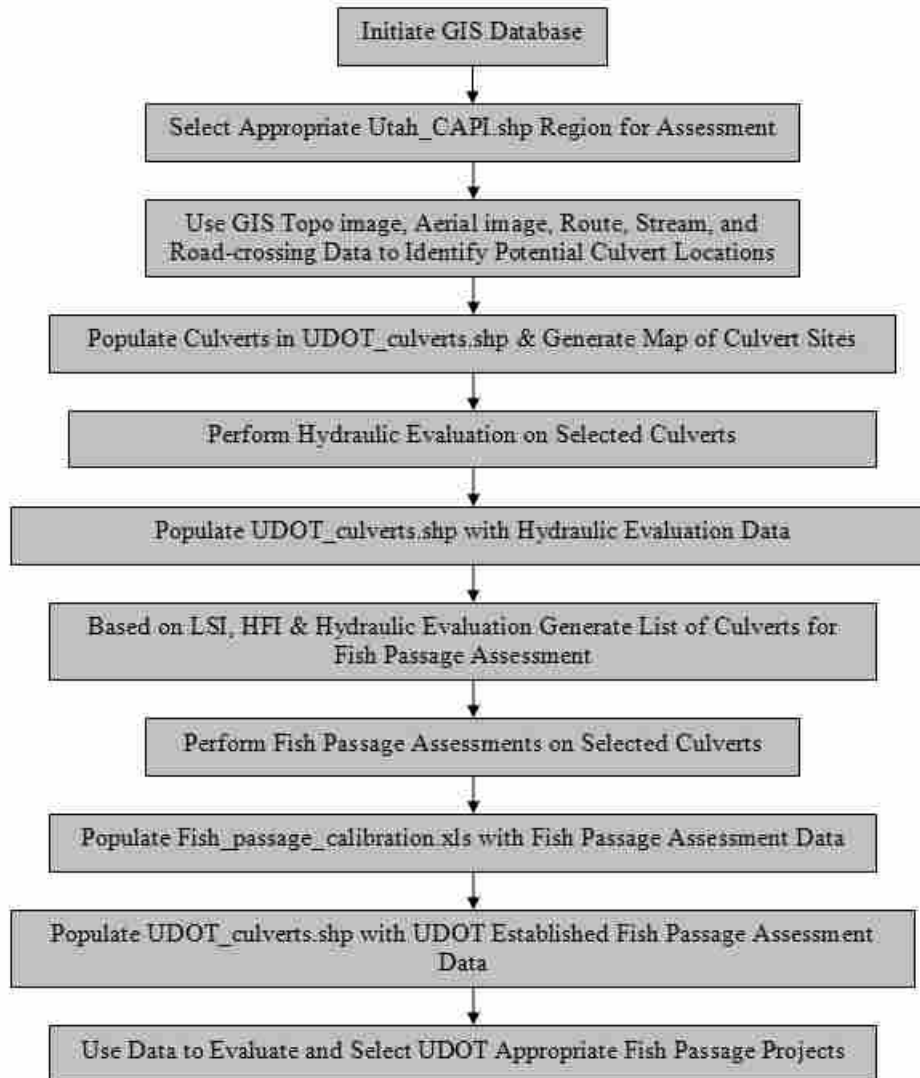 Initiate GIS Database
Select Appropriate Utah_CAPI.shp Region for Assessment
Use GIS Topo image, Aerial image, Route, Stream, and
Road-crossing Data to Identify Potential Culvert Locations
Populate Culverts in UDOT_culverts.shp & Generate Map of Culvert Sites
Perform Hydraulic Evaluation on Selected Culverts
Populate UDOT_culverts.shp with Hydraulic Evaluation Data
Based on LSI, HFI & Hydraulic Evaluation Generate List of Culverts for
Fish Passage Assessment
Perform Fish Passage Assessments on Selected Culverts
Populate Fish_passage_calibration.xls with Fish Passage Assessment Data
Populate UDOT_culverts.shp with UDOT Established Fish Passage Assessment
Data
Use Data to Evaluate and Select UDOT Appropriate Fish Passage Projects